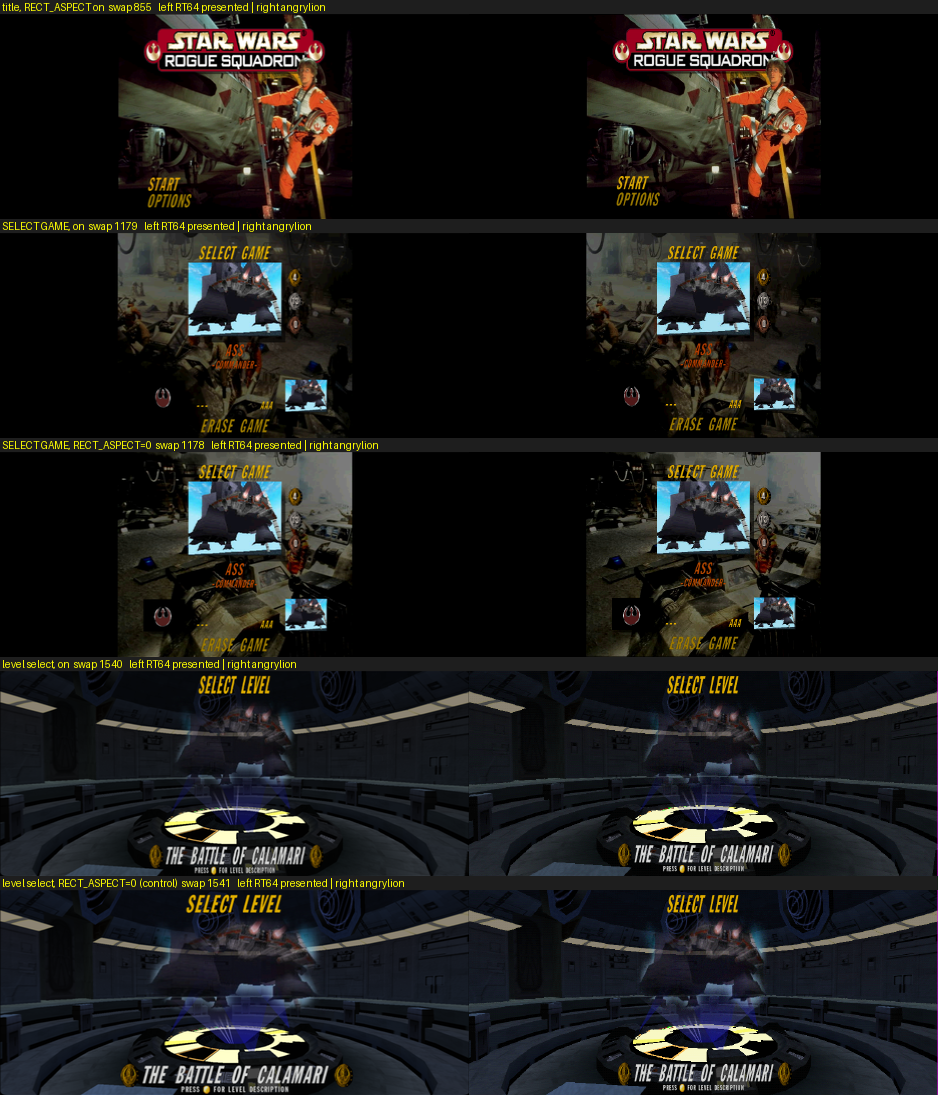 title, RECT_ASPECT on swap 855 left RT64 presented | right angrylion
STAR WARS STAR WARS
ROGUE SQUADRON ROGUE SQUADRON
START START
OPTIONS OPTIONS
SELECT GAME, on swap 1179 left RT64 presented | right angrylion
SELECT GAME SELECT GAME
ASS ASS
-COMMANDER- -COMMANDER-
--- AAA --- AAA
ERASE GAME ERASE GAME
SELECT GAME, RECT_ASPECT=0 swap 1178 left RT64 presented | right angrylion
SELECT GAME SELECT GAME
ASS ASS
-COMMANDER- -COMMANDER-
--- AAA --- AAA
ERASE GAME ERASE GAME
level select, on swap 1540 left RT64 presented | right angrylion
SELECT LEVEL SELECT LEVEL
THE BATTLE OF CALAMARI THE BATTLE OF CALAMARI
PRESS FOR LEVEL DESCRIPTION PRESS FOR LEVEL DESCRIPTION
level select, RECT_ASPECT=0 (control) swap 1541 left RT64 presented | right angrylion
SELECT LEVEL SELECT LEVEL
THE BATTLE OF CALAMARI THE BATTLE OF CALAMARI
PRESS FOR LEVEL DESCRIPTION PRESS FOR LEVEL DESCRIPTION